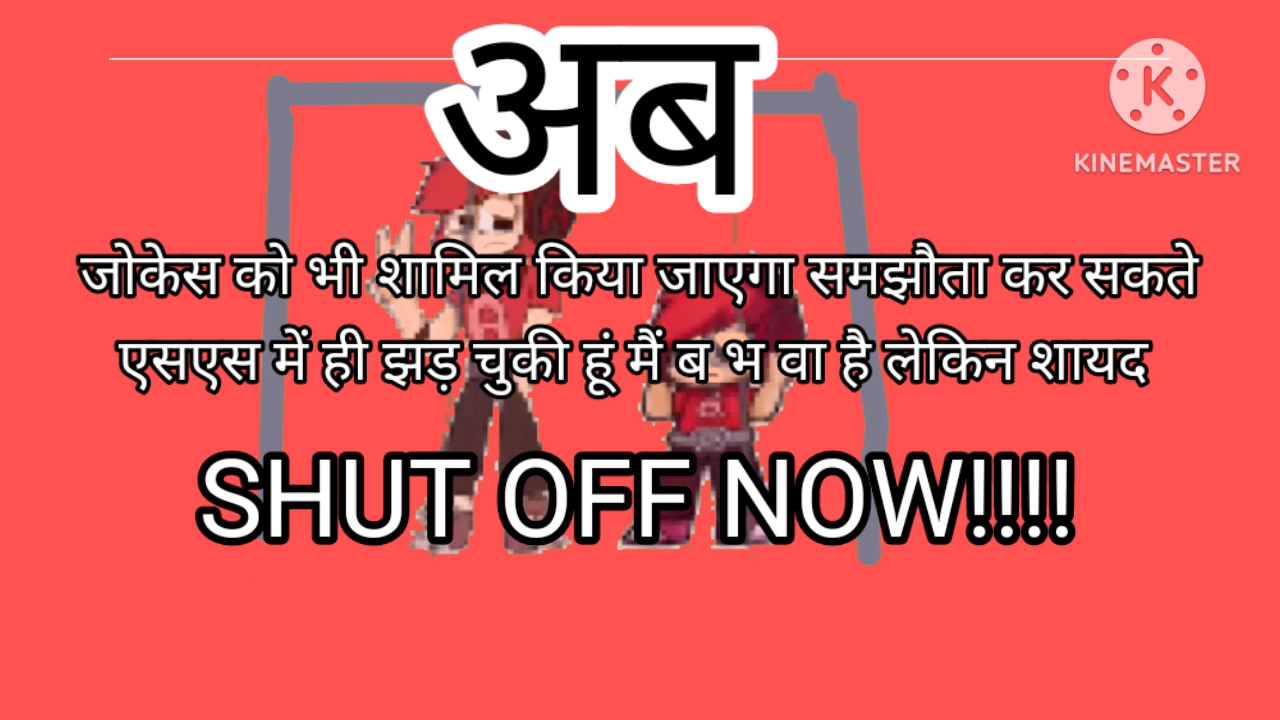 अब
KINEMASTER
जोकेस को भी शामिल किया जाएगा समझौता कर सकते
एसएस में ही झड़ चुकी हूं मैं ब भ वा है लेकिन शायद
SHUT OFF NOW!!!!